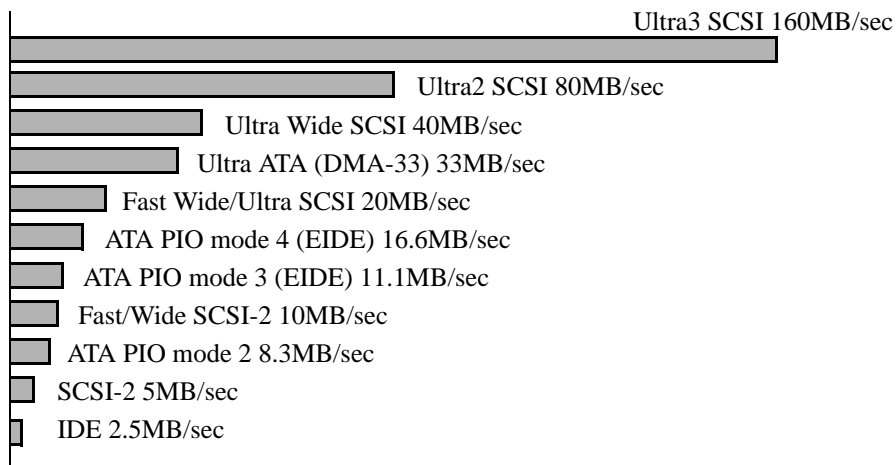 Ultra3 SCSI 160MB/sec
Ultra2 SCSI 80MB/sec
Ultra Wide SCSI 40MB/sec
Ultra ATA (DMA-33) 33MB/sec
Fast Wide/Ultra SCSI 20MB/sec
ATA PIO mode 4 (EIDE) 16.6MB/sec
ATA PIO mode 3 (EIDE) 11.1MB/sec
Fast/Wide SCSI-2 10MB/sec
ATA PIO mode 2 8.3MB/sec
SCSI-2 5MB/sec
IDE 2.5MB/sec